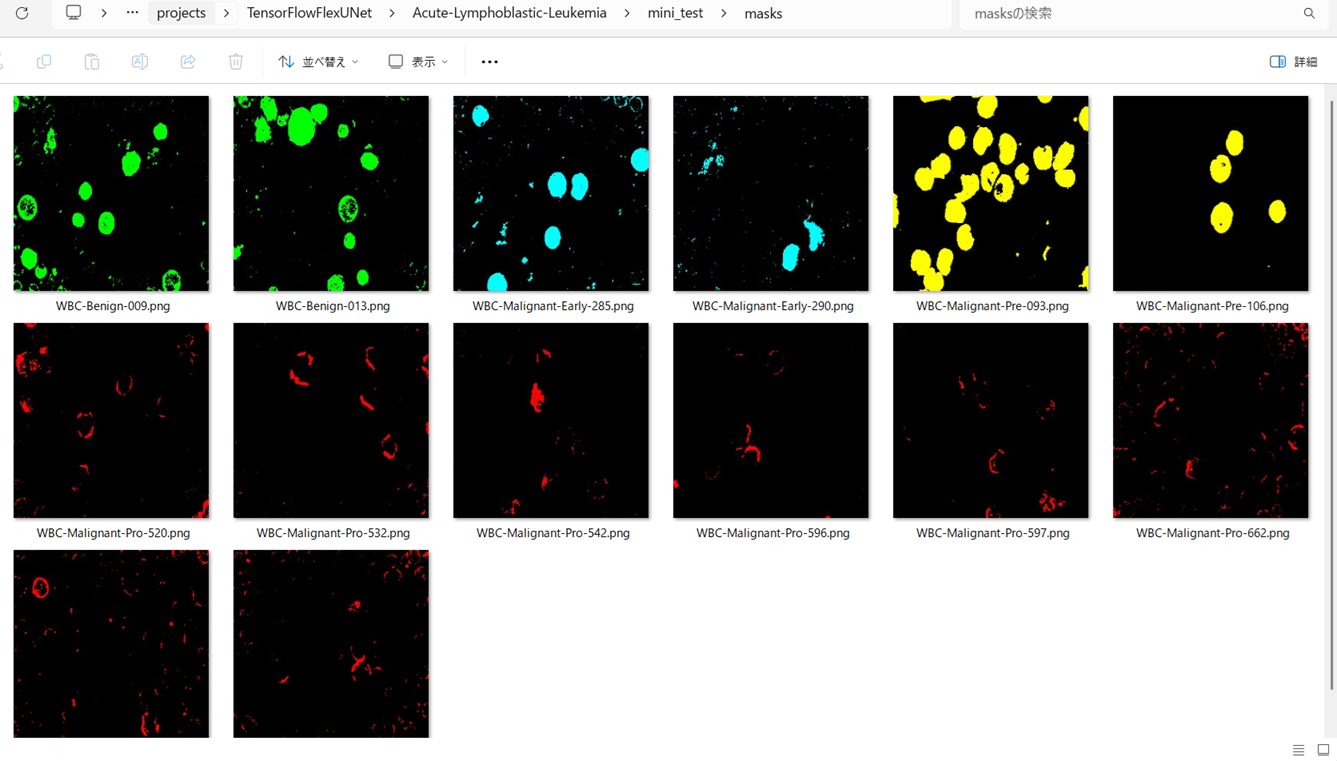 projects TensorFlowFlexUNet Acute-Lymphoblastic-Leukemia mini_test masks masksの検索
並べ替え 表示 詳細
WBC-Benign-009.png WBC-Benign-013.png WBC-Malignant-Early-285.png WBC-Malignant-Early-290.png WBC-Malignant-Pre-093.png WBC-Malignant-Pre-106.png
WBC-Malignant-Pro-520.png WBC-Malignant-Pro-532.png WBC-Malignant-Pro-542.png WBC-Malignant-Pro-596.png WBC-Malignant-Pro-597.png WBC-Malignant-Pro-662.png